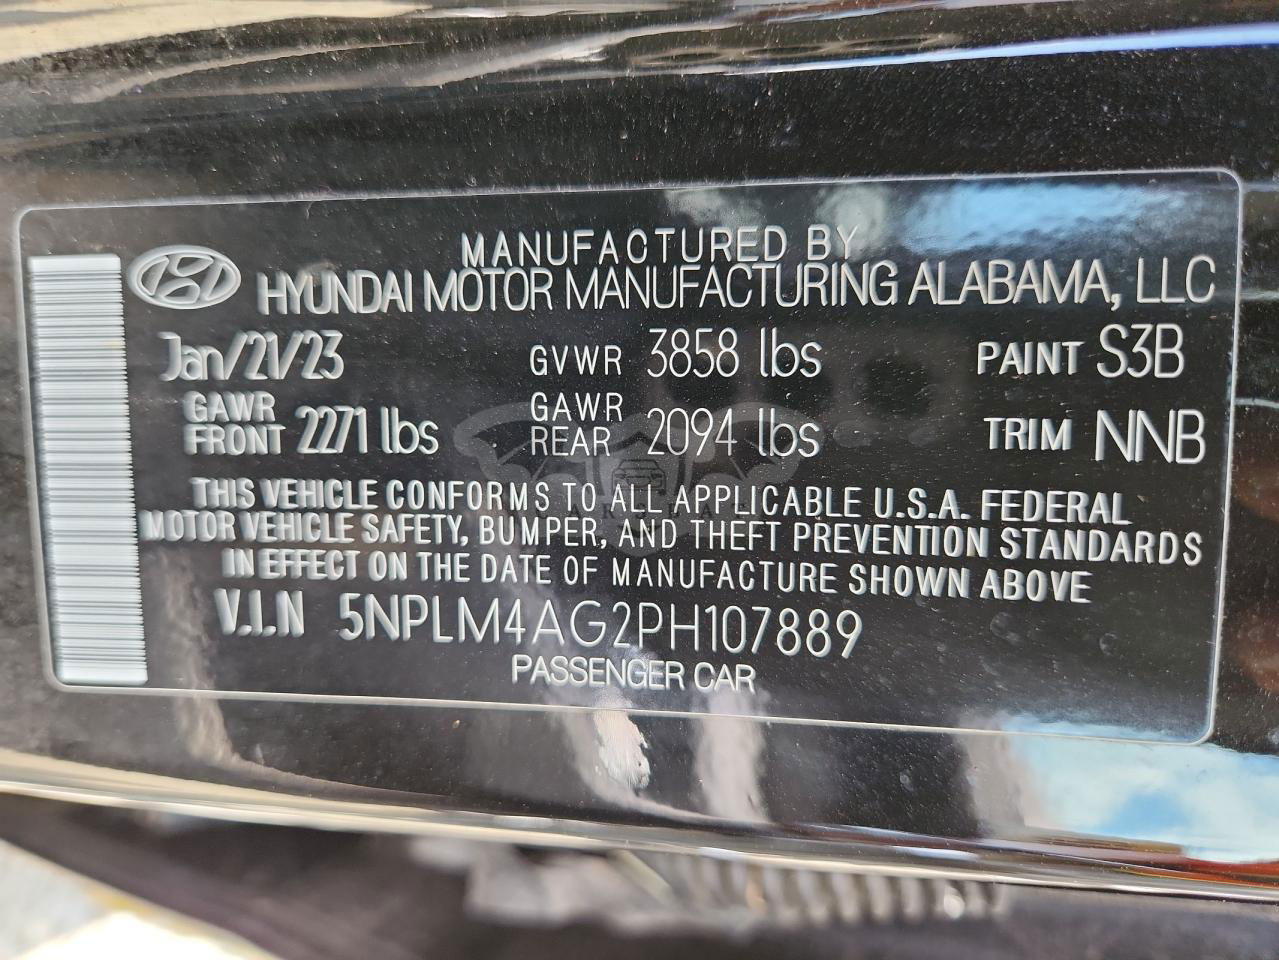 MANUFACTURED BY
HYUNDAI MOTOR MANUFACTURING ALABAMA, LLC
Jan/21/23 GVWR 3858 lbs PAINT S3B
GAWR FRONT 2271 lbs GAWR REAR 2094 lbs TRIM NNB
THIS VEHICLE CONFORMS TO ALL APPLICABLE U.S.A. FEDERAL
MOTOR VEHICLE SAFETY, BUMPER, AND THEFT PREVENTION STANDARDS
IN EFFECT ON THE DATE OF MANUFACTURE SHOWN ABOVE
V.I.N 5NPLM4AG2PH107889
PASSENGER CAR